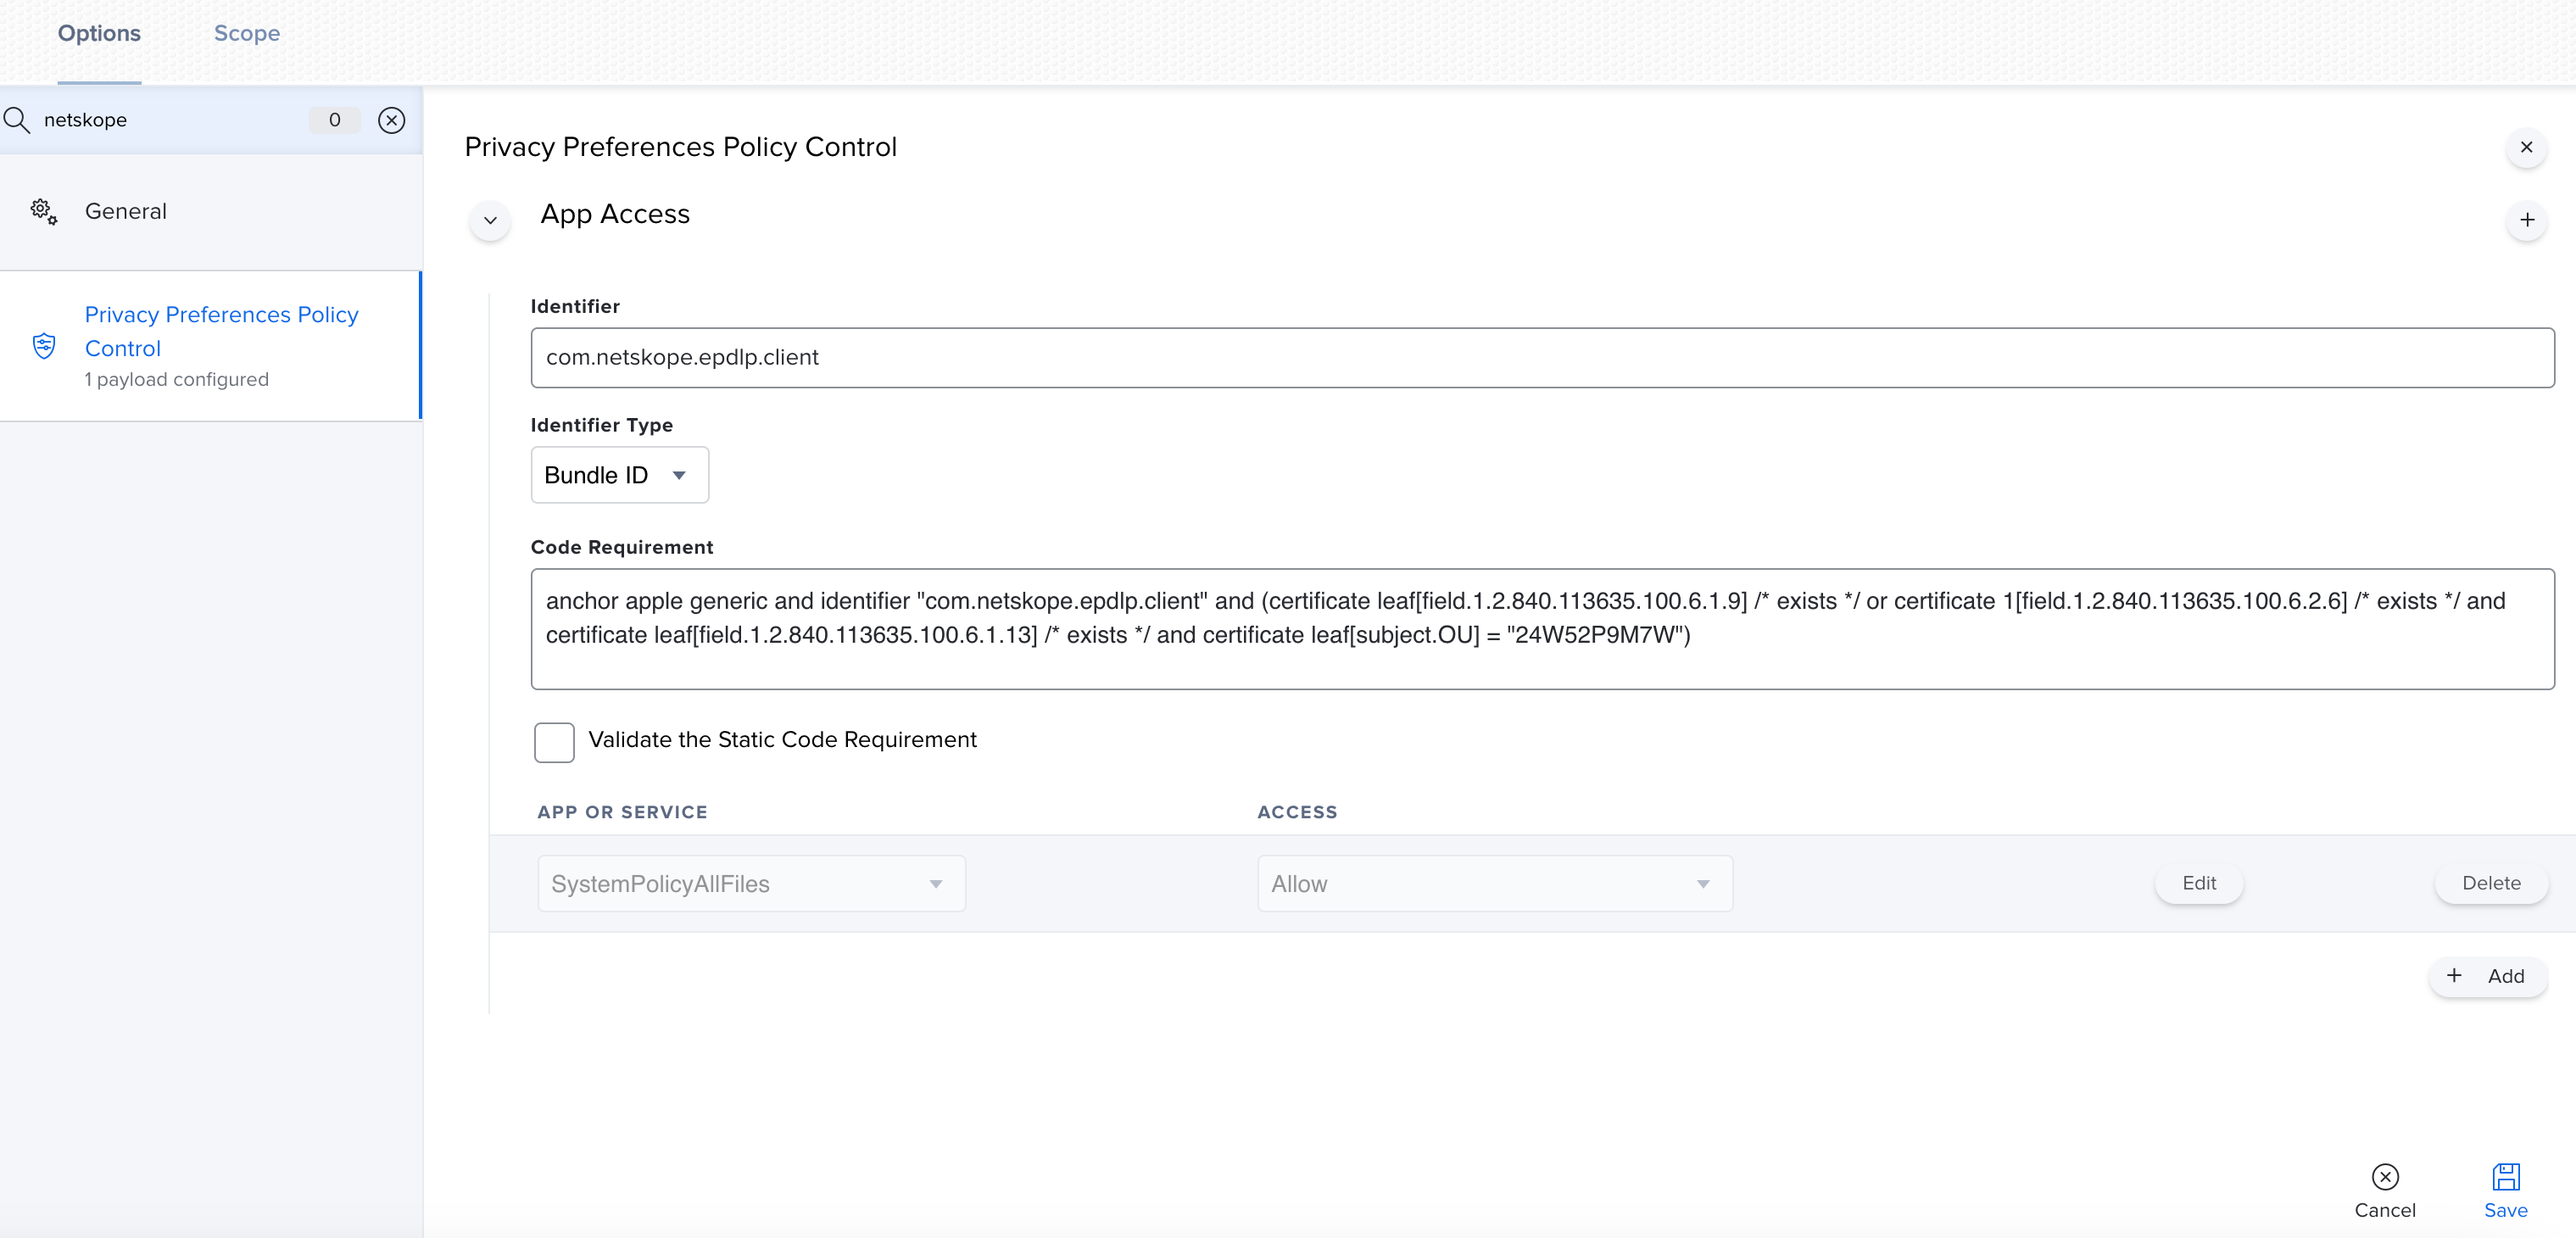 Options
Scope
netskope
0
General
Privacy Preferences Policy
Control
1 payload configured
Privacy Preferences Policy Control
App Access
Identifier
com.netskope.epdlp.client
Identifier Type
Bundle ID
Code Requirement
anchor apple generic and identifier "com.netskope.epdlp.client" and (certificate leaf[field.1.2.840.113635.100.6.1.9] /* exists */ or certificate 1[field.1.2.840.113635.100.6.2.6] /* exists */ and
certificate leaf[field.1.2.840.113635.100.6.1.13] /* exists */ and certificate leaf[subject.OU] = "24W52P9M7W")
Validate the Static Code Requirement
APP OR SERVICE
ACCESS
SystemPolicyAllFiles
Allow
Edit
Delete
+ Add
Cancel
Save